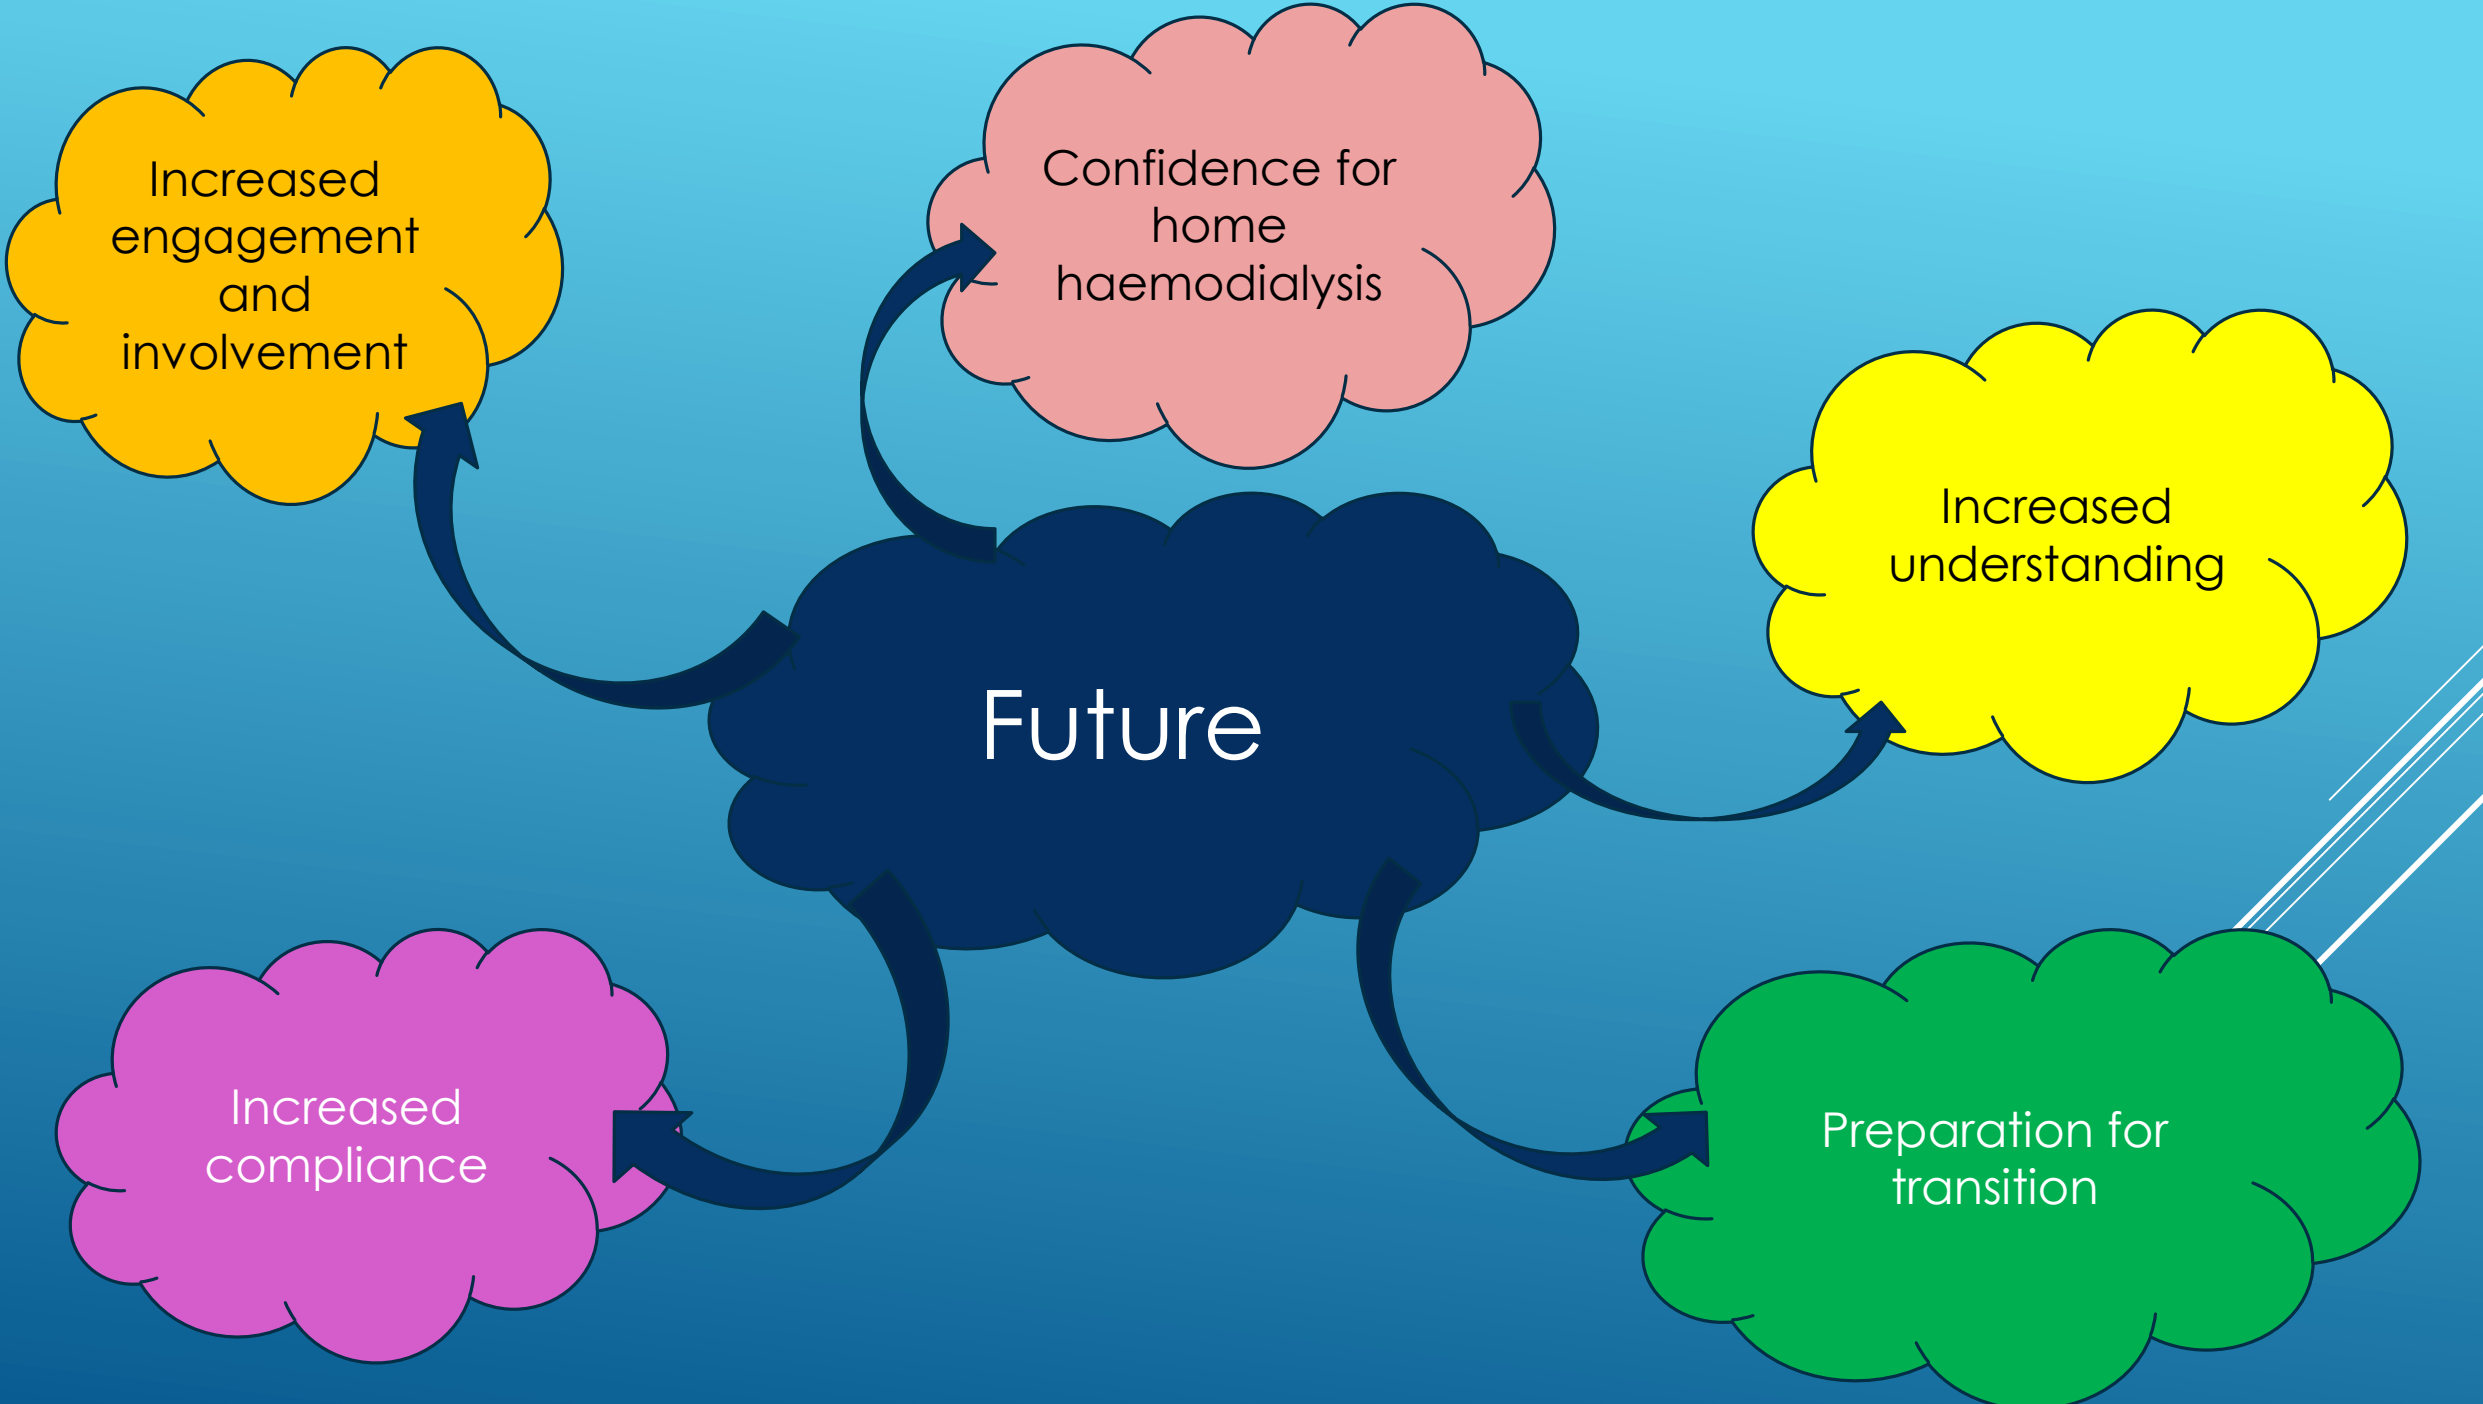 Increased
engagement
and
involvement
Confidence for
home
haemodialysis
Increased
understanding
Future
Increased
compliance
Preparation for
transition